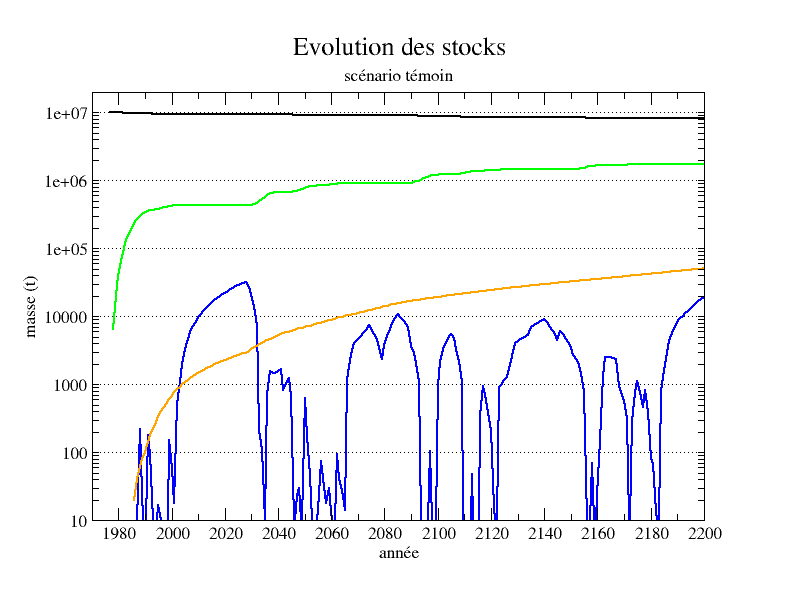 Evolution des stocks
scénario témoin
1e+07
1e+06
1e+05
10000
1000
100
10
masse (t)
1980 2000 2020 2040 2060 2080 2100 2120 2140 2160 2180 2200
année